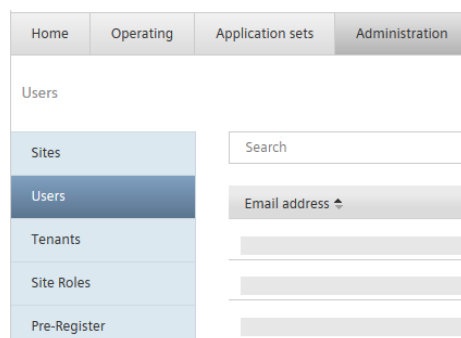 Home Operating Application sets Administration
Users
Sites
Search
Users
Email address
Tenants
Site Roles
Pre-Register